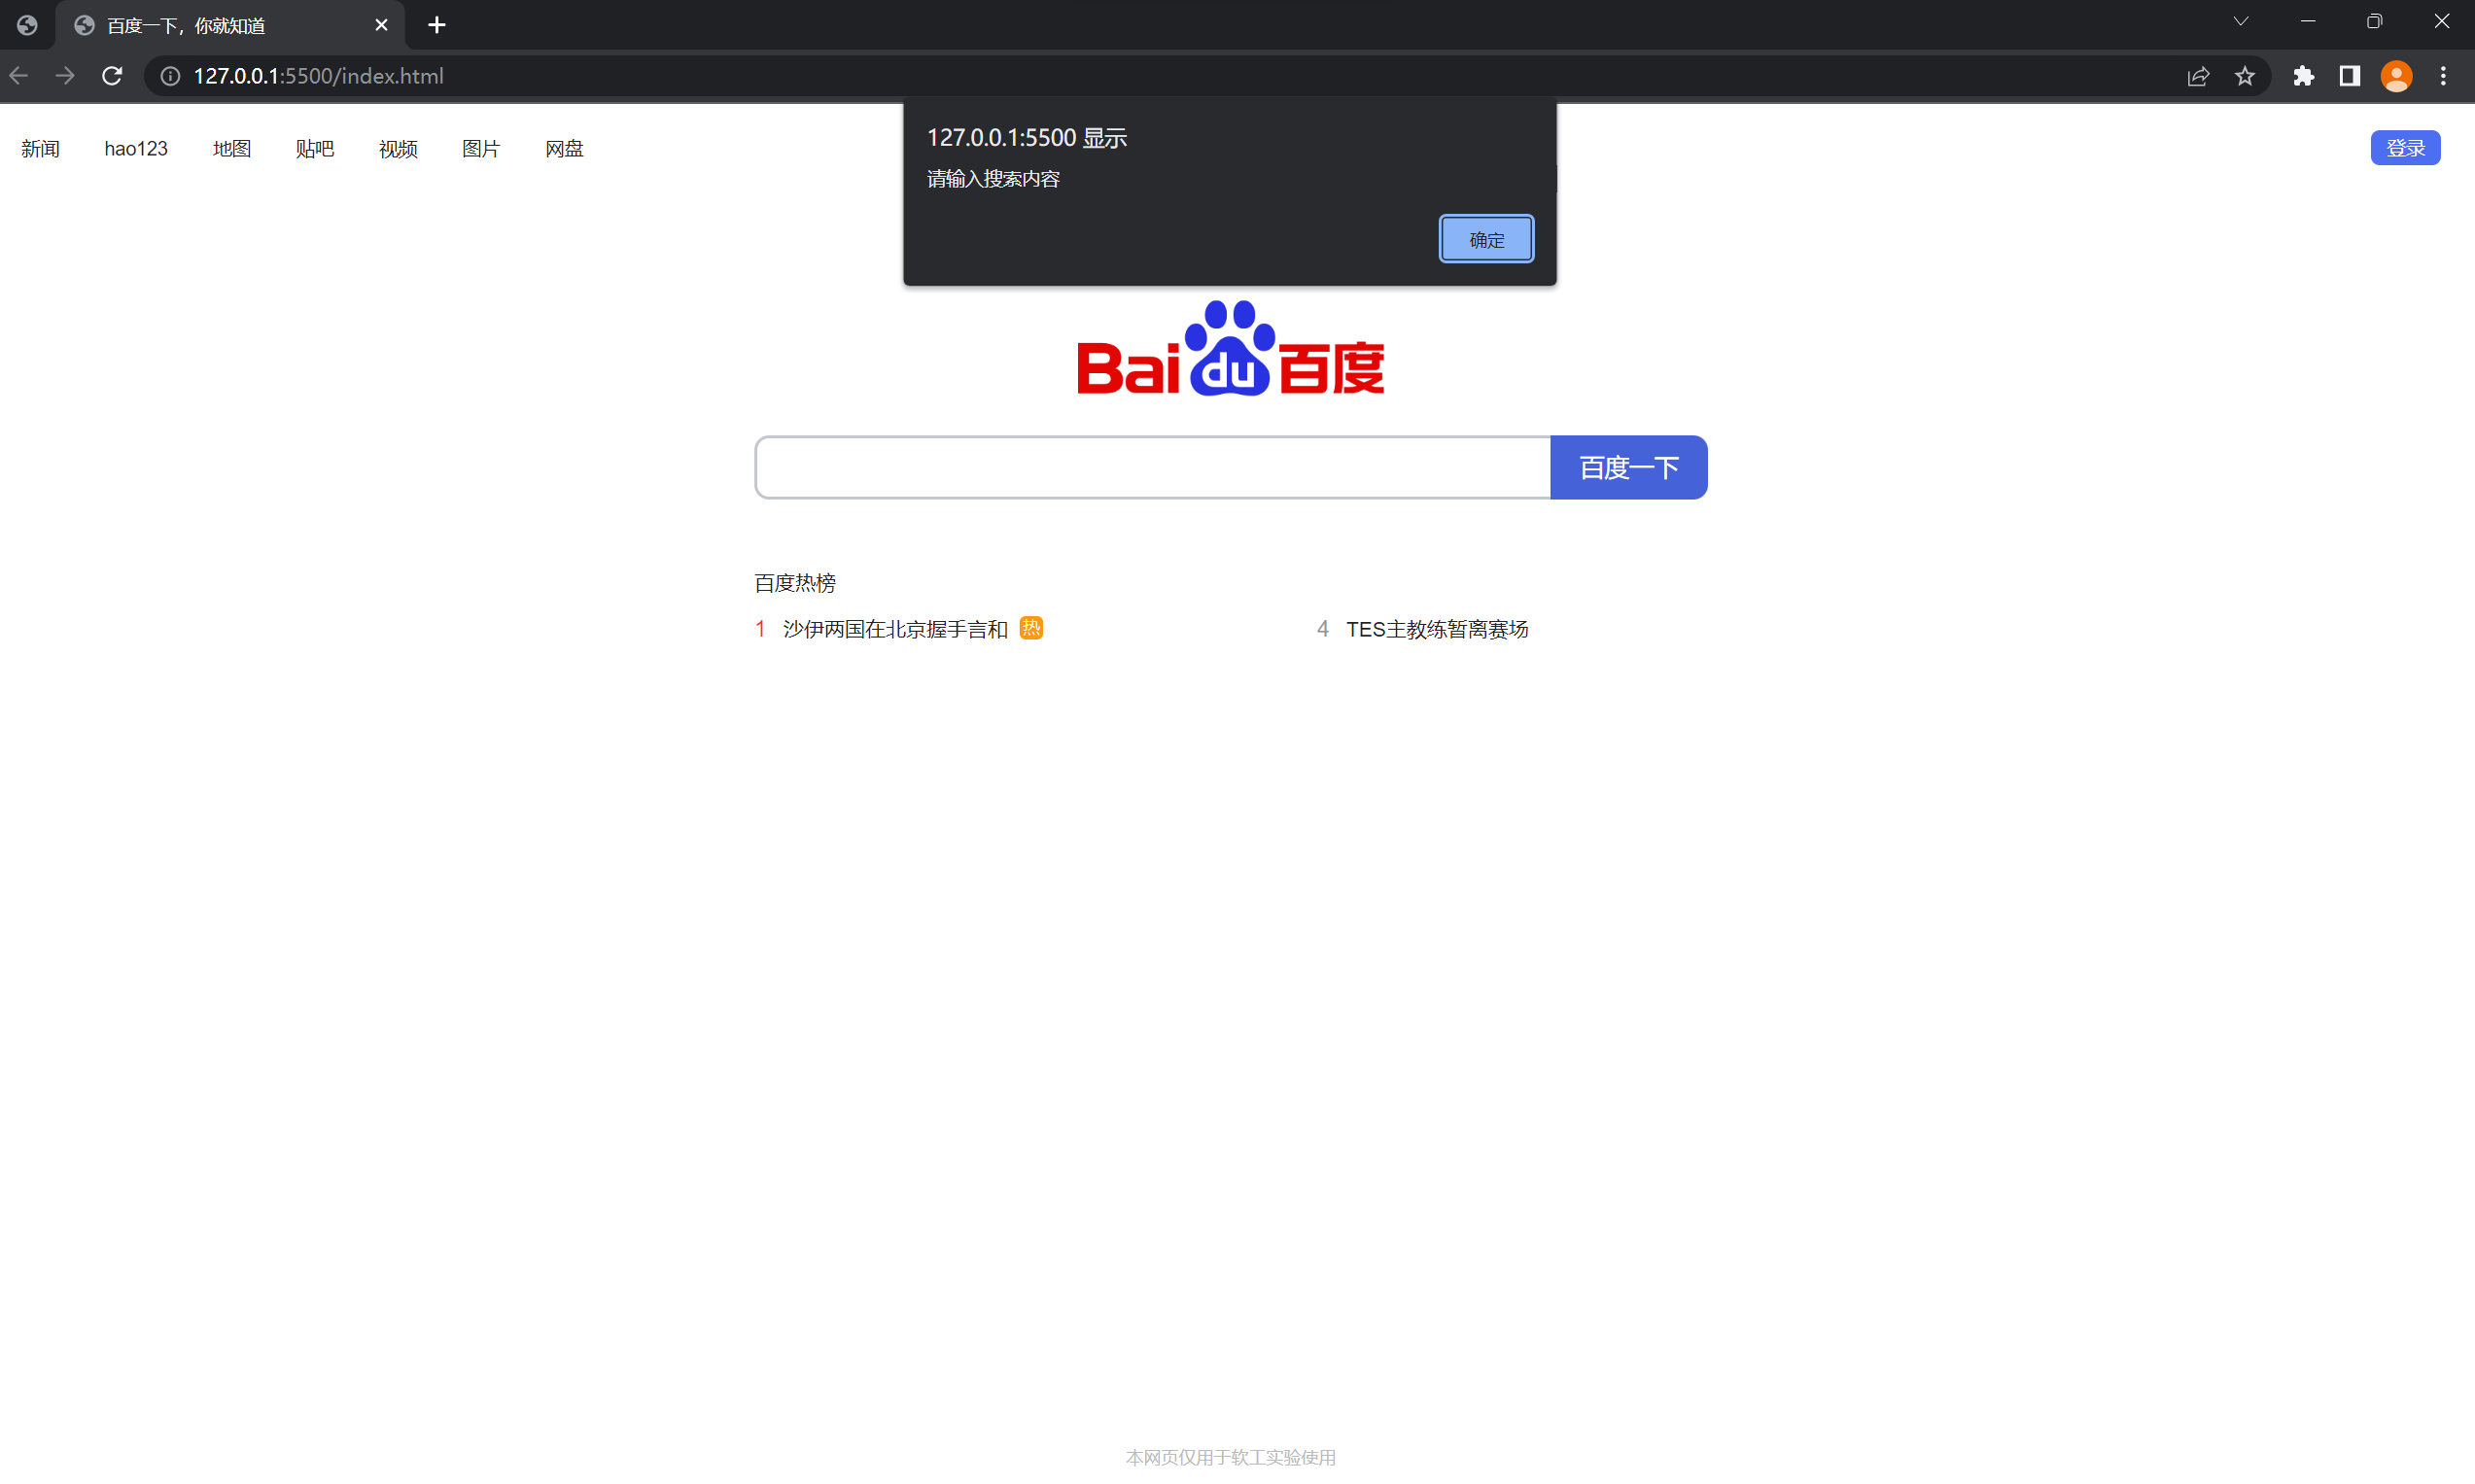 百度一下，你就知道
127.0.0.1:5500/index.html
新闻 hao123 地图 贴吧 视频 图片 网盘
127.0.0.1:5500 显示
请输入搜索内容
确定
登录
Bai du 百度
百度一下
百度热榜
1 沙伊两国在北京握手言和 热
4 TES主教练暂离赛场
本网页仅用于软工实验使用